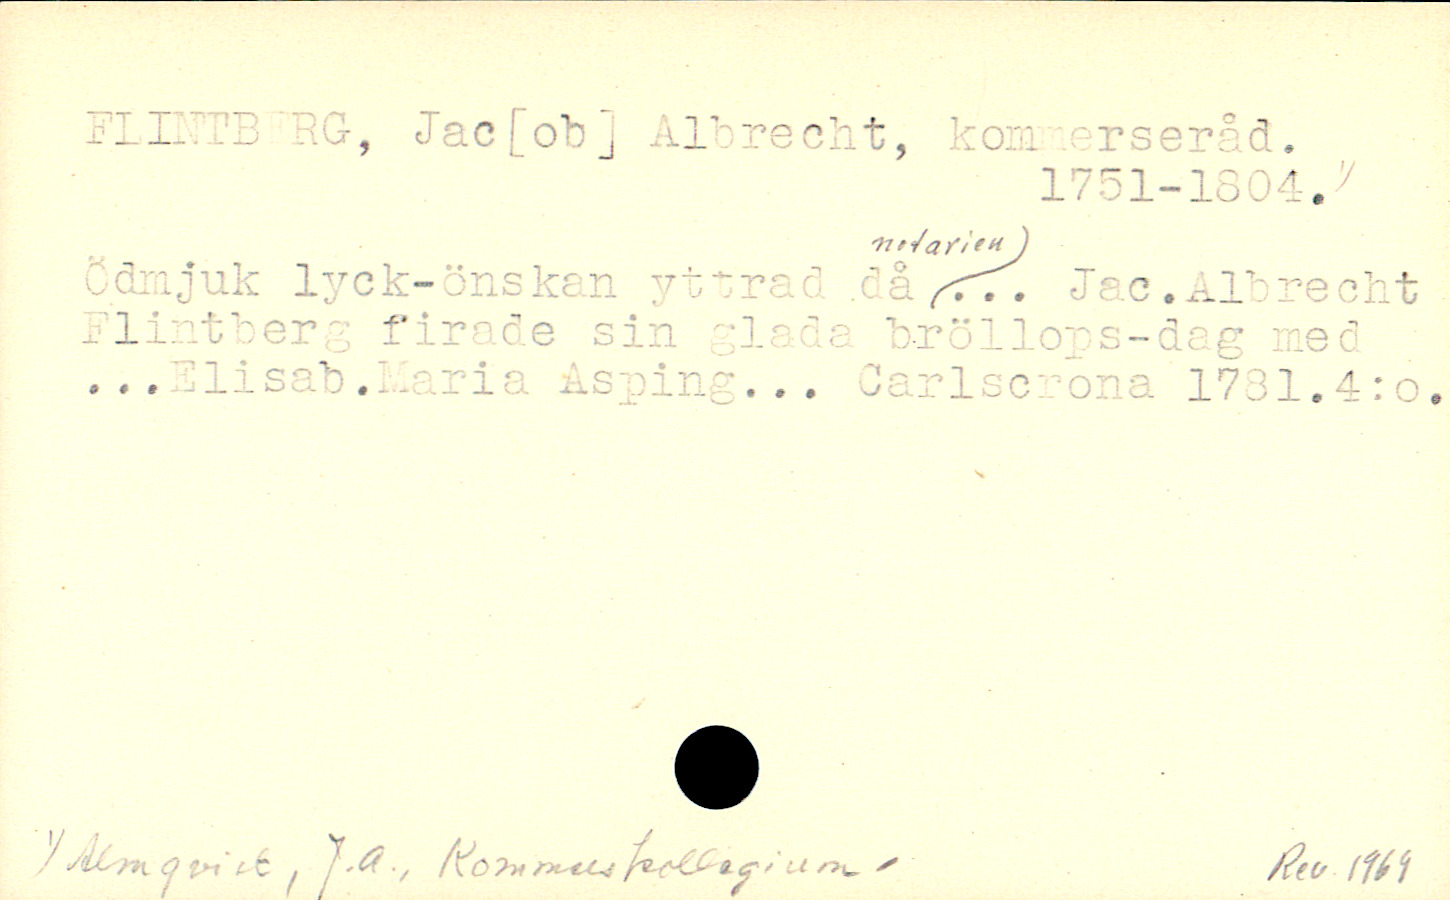 FLINTBERG, Jac[ob] Albrecht, kommerseråd.
1751-1804.1)
notarien)
Ödmjuk lyck-önskan yttrad då ... Jac.Albrecht
Flintberg firade sin glada bröllops-dag med
...Elisab.Maria Asping... Carlscrona 1781.4:o.
1) Almqvist, J.A., Kommerskollegium.
Rev. 1969